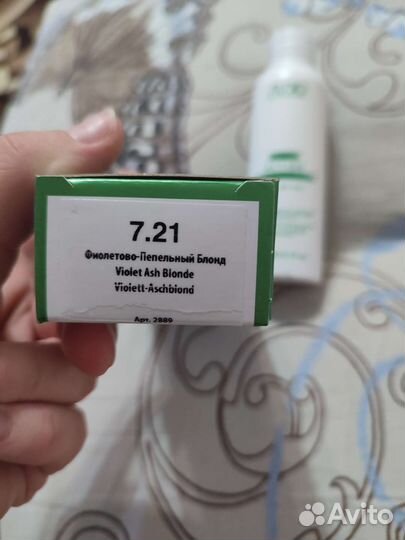 7.21
Фиолетово-Пепельный Блонд
Violet Ash Blonde
Violett-Aschblond
Арт. 2889
Avito